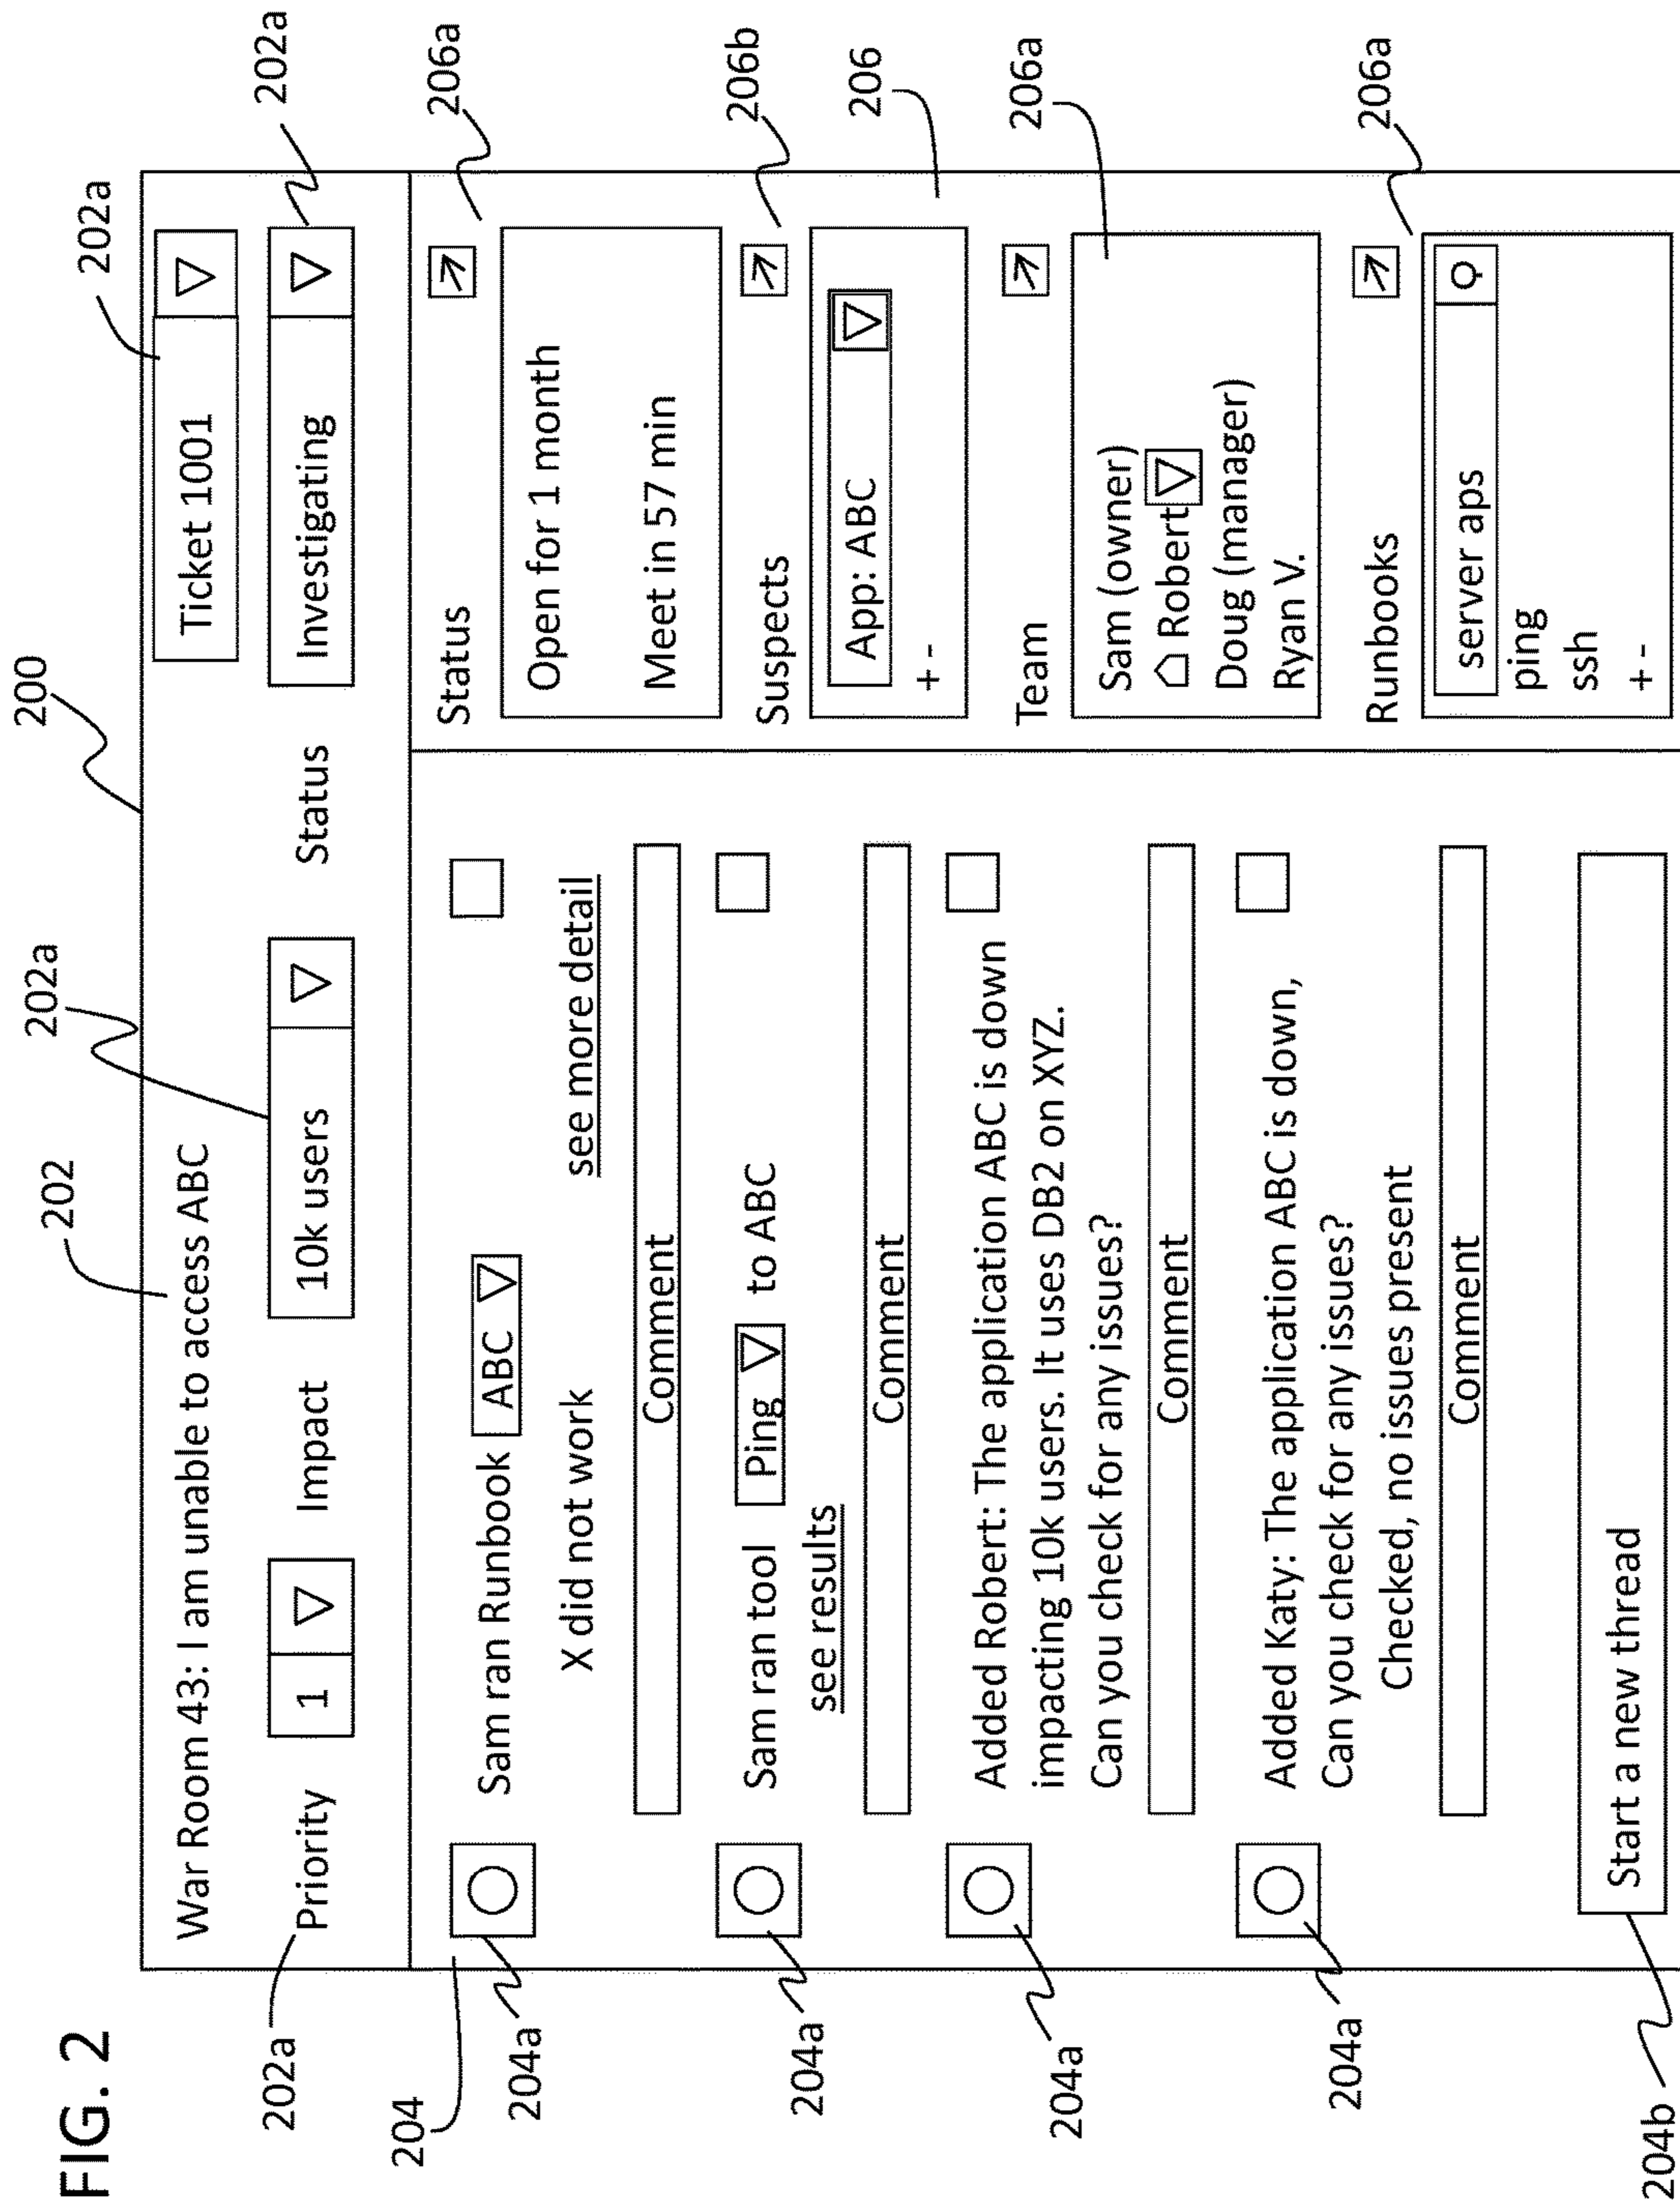 FIG. 2
200
202
202a
202a
202a
202a
War Room 43: I am unable to access ABC
Ticket 1001
Priority 1 Impact 10k users Status Investigating
204
204a
Sam ran Runbook ABC
X did not work see more detail
Comment
204a
Sam ran tool Ping to ABC
see results
Comment
204a
Added Robert: The application ABC is down
impacting 10k users. It uses DB2 on XYZ.
Can you check for any issues?
Comment
204a
Added Katy: The application ABC is down,
Can you check for any issues?
Checked, no issues present
Comment
204b
Start a new thread
Status
206a
Open for 1 month
Meet in 57 min
Suspects
206b
App: ABC
+ -
206
Team
206a
Sam (owner)
Robert
Doug (manager)
Ryan V.
Runbooks
206a
server aps
ping
ssh
+ -